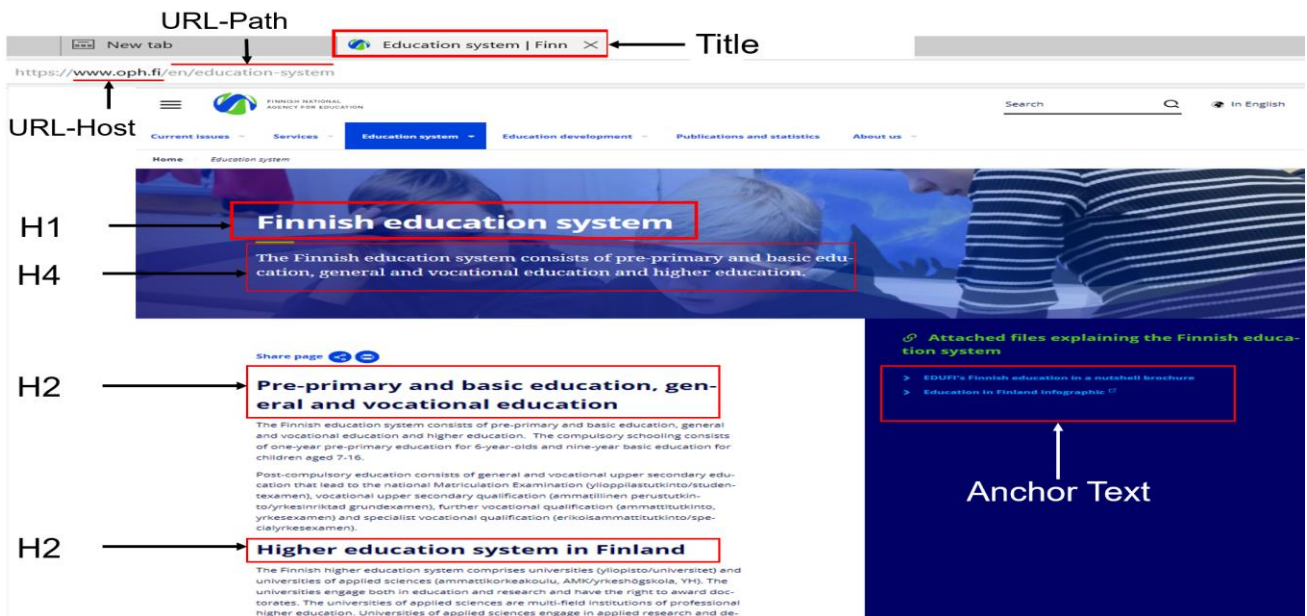 URL-Path
New tab
Education system | Finn
Title
https://www.oph.fi/en/education-system
URL-Host
FINNISH NATIONAL
AGENCY FOR EDUCATION
Search
In English
Current issues
Services
Education system
Education development
Publications and statistics
About us
Home
Education system
H1
Finnish education system
H4
The Finnish education system consists of pre-primary and basic edu-
cation, general and vocational education and higher education.
Share page
Attached files explaining the Finnish educa-
tion system
EDUFI's Finnish education in a nutshell brochure
Education in Finland infographic
Anchor Text
H2
Pre-primary and basic education, gen-
eral and vocational education
The Finnish education system consists of pre-primary and basic education, general
and vocational education and higher education. The compulsory schooling consists
of one-year pre-primary education for 6-year-olds and nine-year basic education for
children aged 7-16.
Post-compulsory education consists of general and vocational upper secondary edu-
cation that lead to the national Matriculation Examination (ylioppilastutkinto/studen-
texamen), vocational upper secondary qualification (ammatillinen perustutkin-
to/yrkesinriktad grundexamen), further vocational qualification (ammattitutkinto,
yrkesexamen) and specialist vocational qualification (erikoisammattitutkinto/spe-
cialyrkesexamen).
H2
Higher education system in Finland
The Finnish higher education system comprises universities (yliopisto/universitet) and
universities of applied sciences (ammattikorkeakoulu, AMK/yrkeshögskola, YH). The
universities engage both in education and research and have the right to award doc-
torates. The universities of applied sciences are multi-field institutions of professional
higher education. Universities of applied sciences engage in applied research and de-